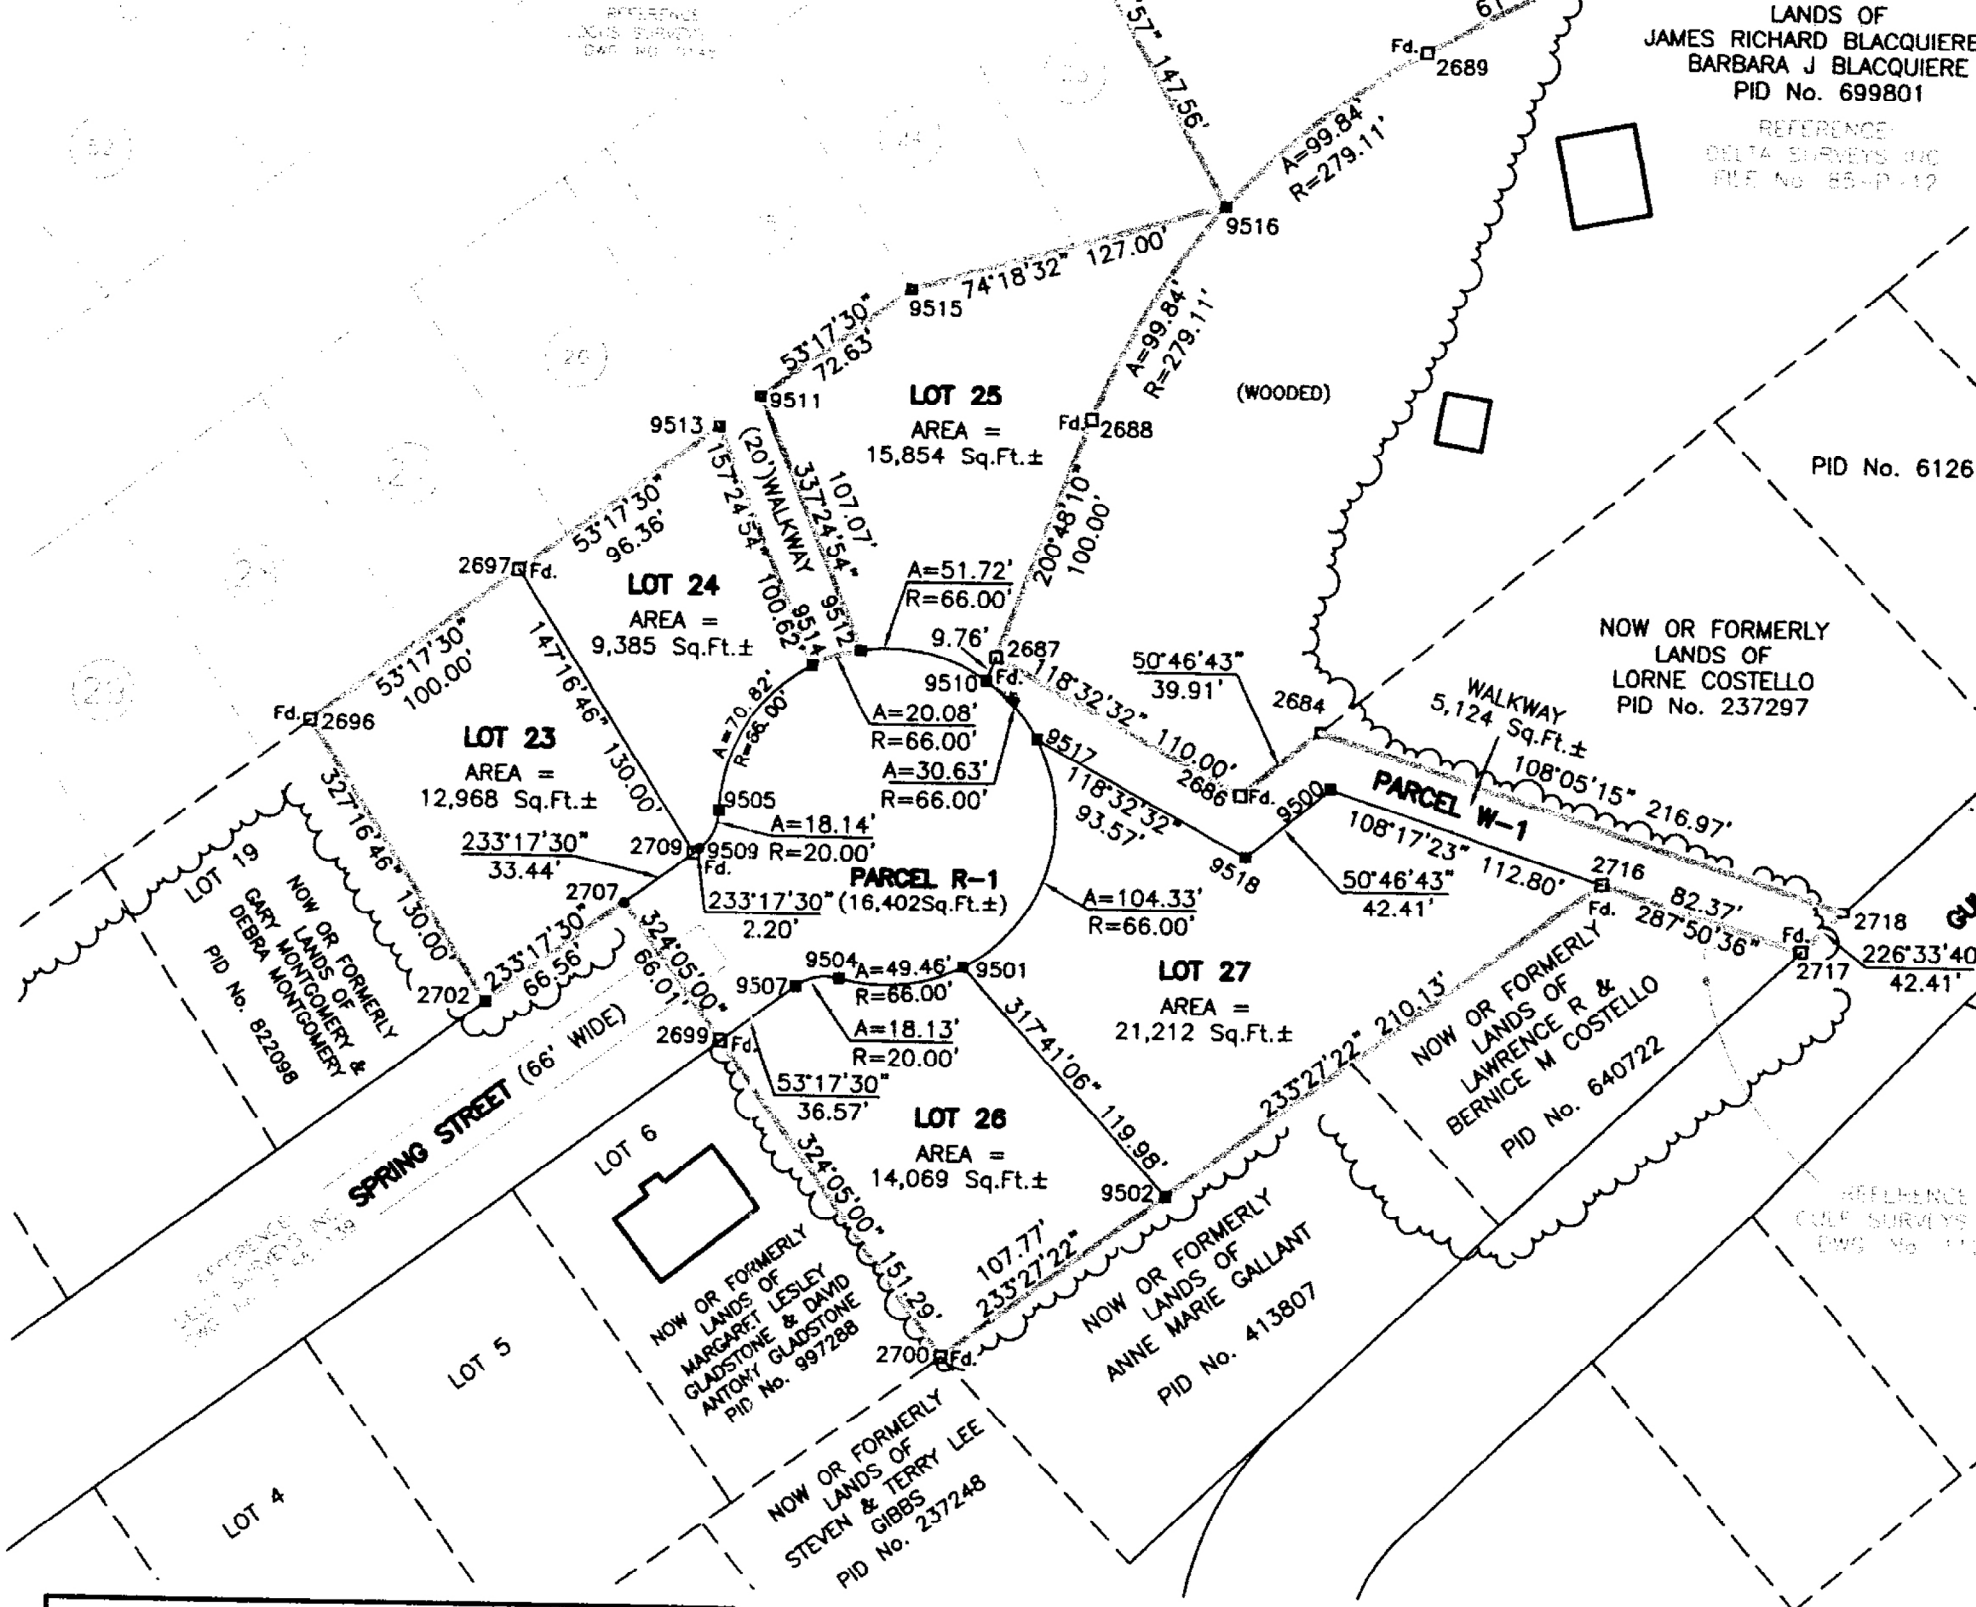 REFERENCE
'57" 147.56'
Fd.
2689
67
LANDS OF
JAMES RICHARD BLACQUIERE
BARBARA J BLACQUIERE
PID No. 699801
REFERENCE
DELTA SURVEYS INC
FILE No. 85-P-12
A=99.84'
R=279.11'
9516
74°18'32" 127.00'
9515
53°17'30"
72.63'
A=99.84'
R=279.11'
(WOODED)
26
9511
9513
LOT 25
AREA =
15,854 Sq.Ft.±
Fd. 2688
PID No. 6126
(20')WALKWAY
107.07'
337°24'54"
157°24'54" 100.62'
53°17'30"
96.36'
200°48'10"
100.00'
2697 Fd.
LOT 24
AREA =
9,385 Sq.Ft.±
A=51.72'
R=66.00'
9514
9512
9.76'
2687
Fd.
9510
118°32'32" 110.00'
50°46'43"
39.91'
2684
NOW OR FORMERLY
LANDS OF
LORNE COSTELLO
PID No. 237297
WALKWAY
5,124 Sq.Ft.±
53°17'30"
100.00'
147°16'46" 130.00'
Fd. 2696
LOT 23
AREA =
12,968 Sq.Ft.±
A=70.82'
R=66.00'
A=20.08'
R=66.00'
A=30.63'
R=66.00'
9517
118°32'32"
93.57'
2686 Fd.
9500
PARCEL W-1
108°05'15" 216.97'
108°17'23" 112.80'
9518
50°46'43"
42.41'
2716
Fd.
82.37'
287°50'36"
Fd.
2718
2717
226°33'40
42.41'
GU
327°16'46" 130.00'
9505
A=18.14'
R=20.00'
2709 9509
Fd.
233°17'30"
33.44'
2707
PARCEL R-1
(16,402Sq.Ft.±)
233°17'30"
2.20'
A=104.33'
R=66.00'
LOT 19
NOW OR FORMERLY
LANDS OF
GARY MONTGOMERY &
DEBRA MONTGOMERY
PID No. 822098
2702
233°17'30"
66.56'
324°05'00"
66.01'
9504
A=49.46'
R=66.00'
9501
9507
A=18.13'
R=20.00'
2699 Fd.
53°17'30"
36.57'
LOT 27
AREA =
21,212 Sq.Ft.±
317°41'06" 119.98'
233°27'22" 210.13'
NOW OR FORMERLY
LANDS OF
LAWRENCE R &
BERNICE M COSTELLO
PID No. 640722
SPRING STREET (66' WIDE)
LOT 26
AREA =
14,069 Sq.Ft.±
LOT 6
324°05'00" 151.29'
9502
107.77'
233°27'22"
NOW OR FORMERLY
LANDS OF
ANNE MARIE GALLANT
PID No. 413807
REFERENCE
GULF SURVEYS
DWG No
NOW OR FORMERLY
LANDS OF
MARGARET LESLEY
GLADSTONE & DAVID
ANTONY GLADSTONE
PID No. 997288
2700 Fd.
LOT 5
LOT 4
NOW OR FORMERLY
LANDS OF
STEVEN & TERRY LEE
GIBBS
PID No. 237248